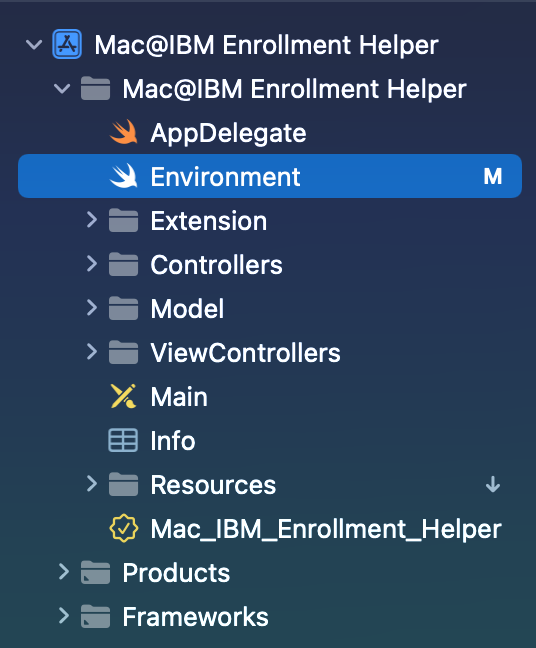 Mac@IBM Enrollment Helper
Mac@IBM Enrollment Helper
AppDelegate
Environment M
Extension
Controllers
Model
ViewControllers
Main
Info
Resources
Mac_IBM_Enrollment_Helper
Products
Frameworks